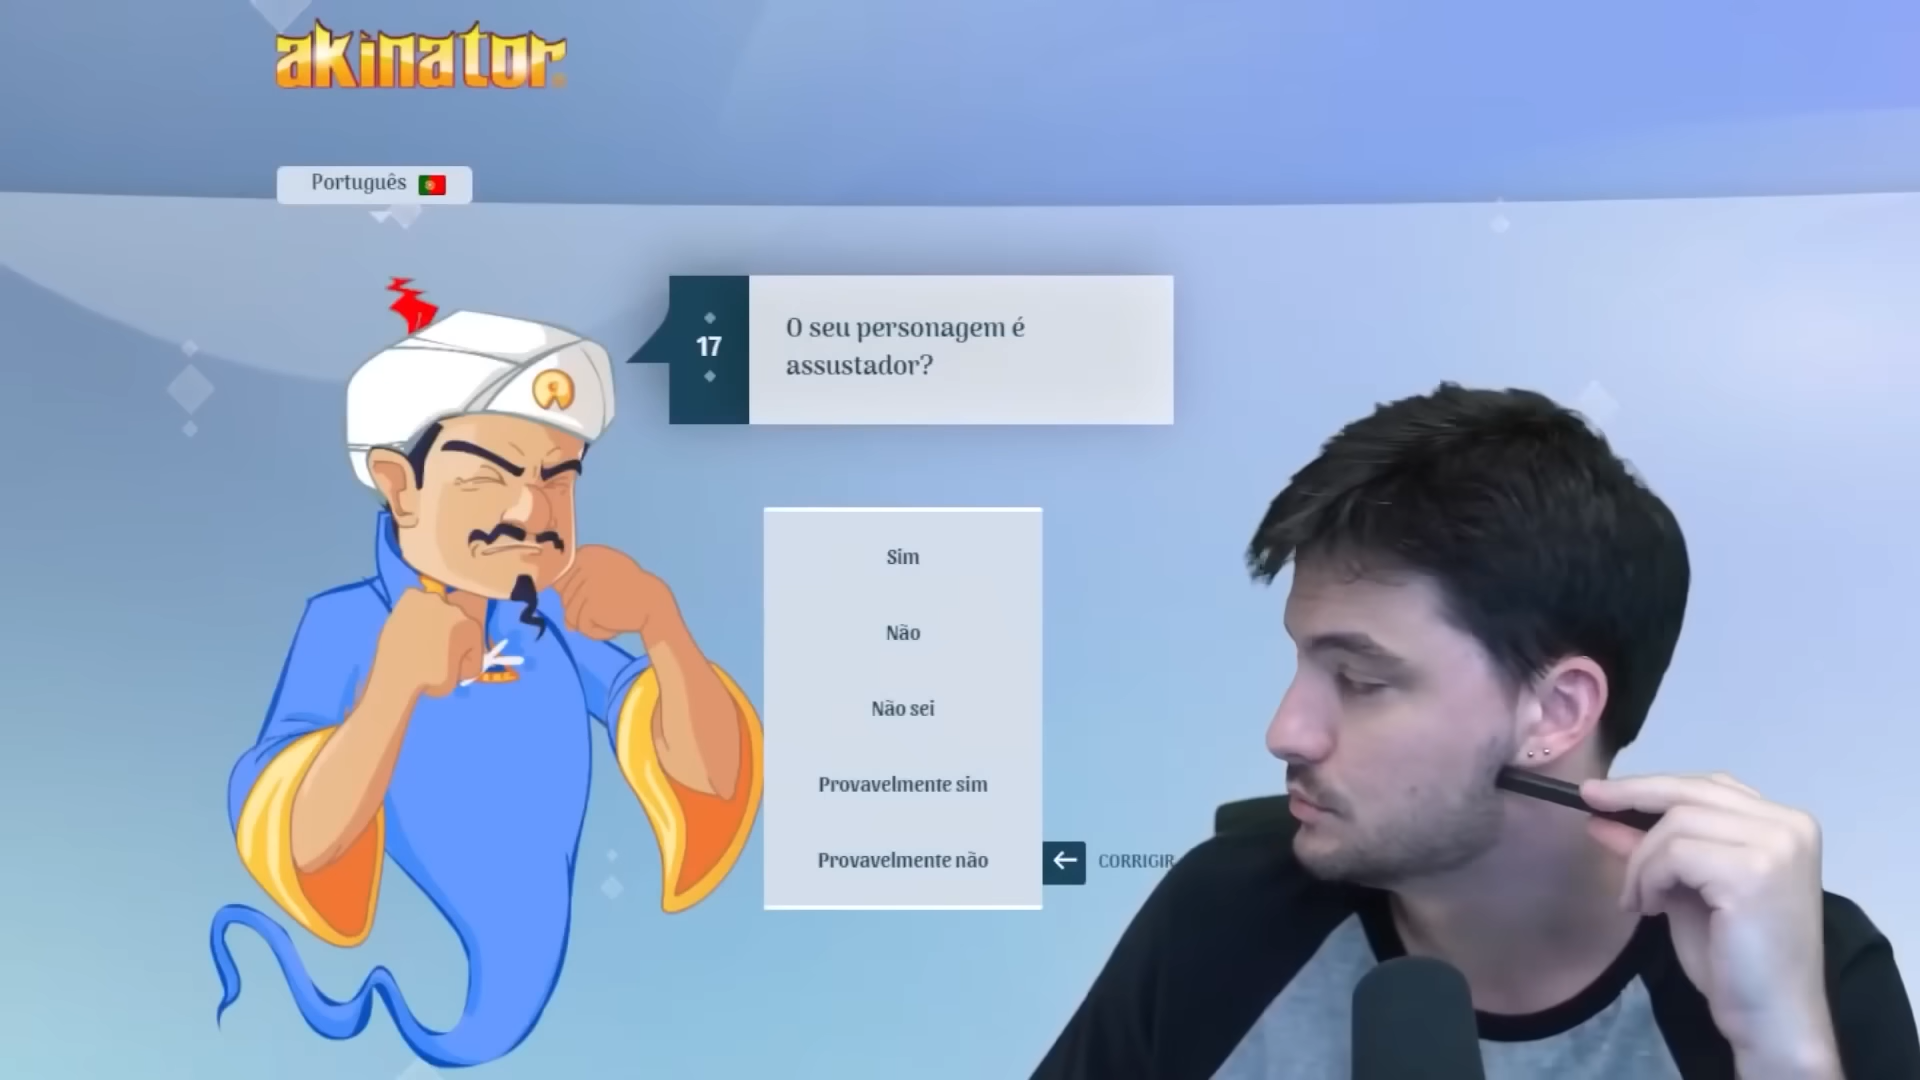 akinator
Português
17
O seu personagem é
assustador?
Sim
Não
Não sei
Provavelmente sim
Provavelmente não
CORRIGIR